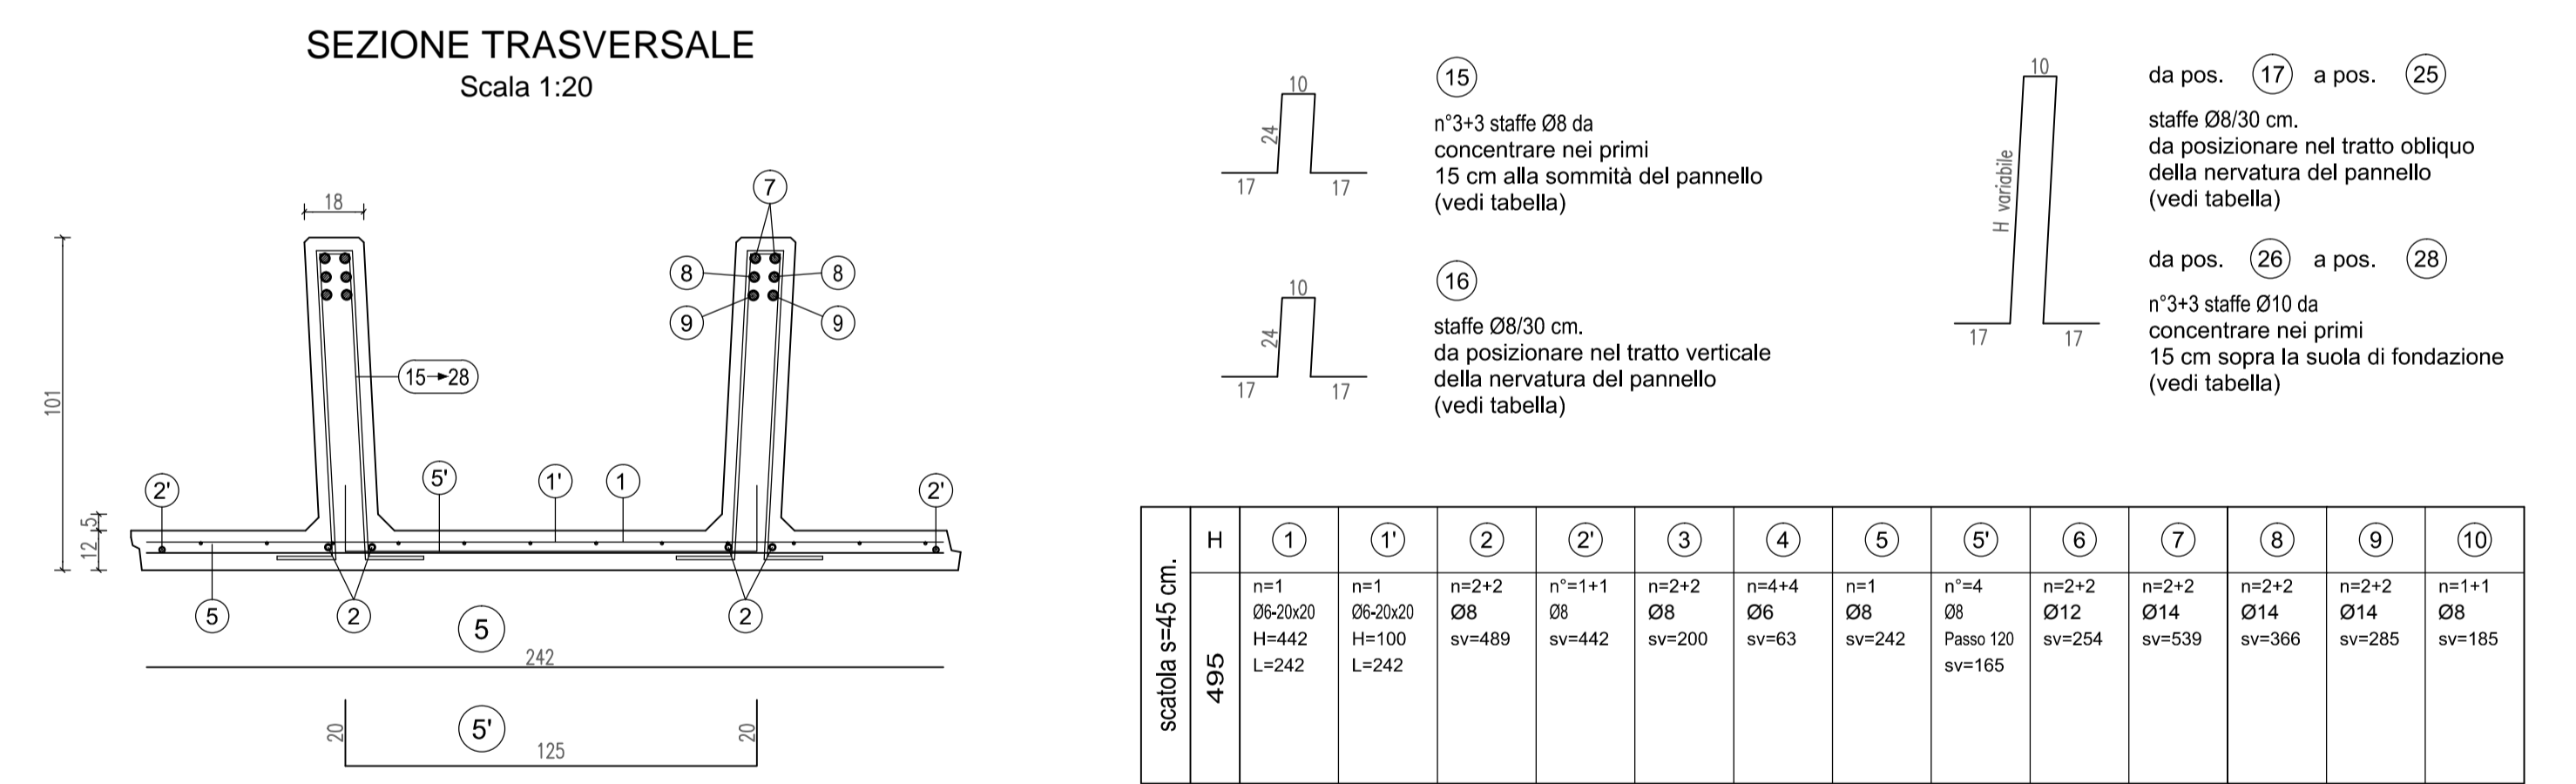 SEZIONE TRASVERSALE
Scala 1:20
18
101
5
12
7
8
8
9
9
15→28
2'
5'
1'
1
2'
5
2
2
5
242
5'
20
125
20
10
24
17
17
15
n°3+3 staffe Ø8 da
concentrare nei primi
15 cm alla sommità del pannello
(vedi tabella)
10
24
17
17
16
staffe Ø8/30 cm.
da posizionare nel tratto verticale
della nervatura del pannello
(vedi tabella)
10
H variabile
17
17
da pos. 17 a pos. 25
staffe Ø8/30 cm.
da posizionare nel tratto obliquo
della nervatura del pannello
(vedi tabella)
da pos. 26 a pos. 28
n°3+3 staffe Ø10 da
concentrare nei primi
15 cm sopra la suola di fondazione
(vedi tabella)
scatola s=45 cm.
H 1 1' 2 2' 3 4 5 5' 6 7 8 9 10
495
n=1 n=1 n=2+2 n°=1+1 n=2+2 n=4+4 n=1 n°=4 n=2+2 n=2+2 n=2+2 n=2+2 n=1+1
Ø6-20x20 Ø6-20x20 Ø8 Ø8 Ø8 Ø6 Ø8 Ø8 Ø12 Ø14 Ø14 Ø14 Ø8
H=442 H=100 sv=489 sv=442 sv=200 sv=63 sv=242 Passo 120 sv=254 sv=539 sv=366 sv=285 sv=185
L=242 L=242 sv=165